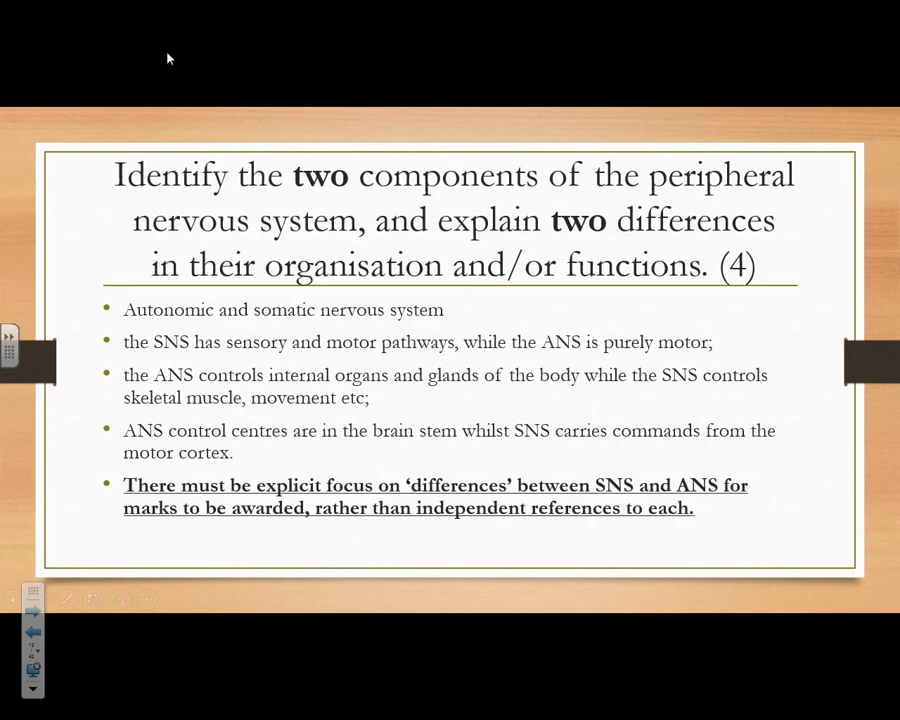 Identify the two components of the peripheral
nervous system, and explain two differences
in their organisation and/or functions. (4)
Autonomic and somatic nervous system
the SNS has sensory and motor pathways, while the ANS is purely motor;
the ANS controls internal organs and glands of the body while the SNS controls
skeletal muscle, movement etc;
ANS control centres are in the brain stem whilst SNS carries commands from the
motor cortex.
There must be explicit focus on ‘differences’ between SNS and ANS for
marks to be awarded, rather than independent references to each.